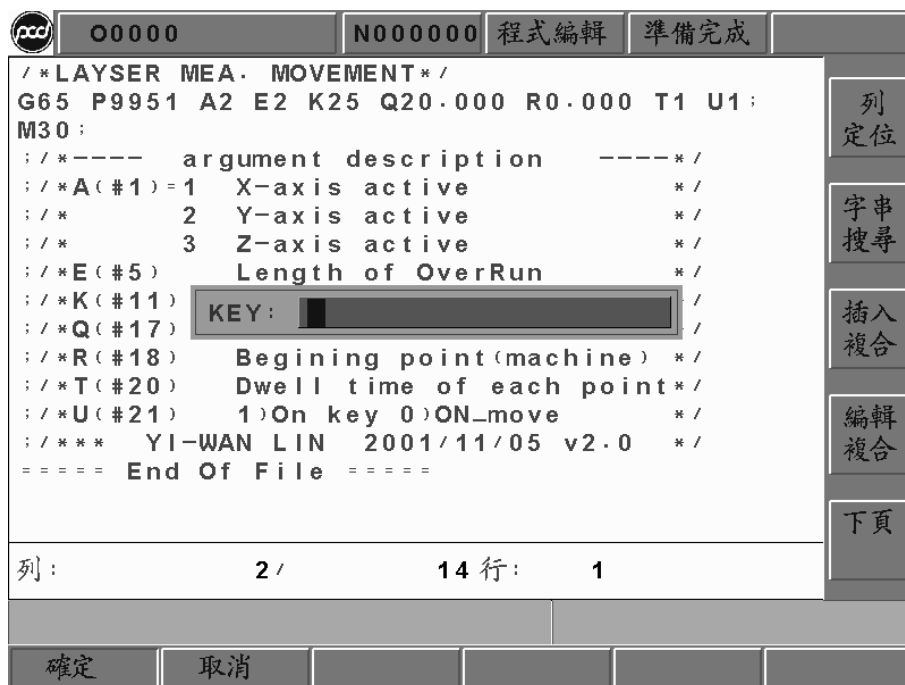 pcd O0000 N000000 程式編輯 準備完成
/*LAYSER MEA. MOVEMENT*/
G65 P9951 A2 E2 K25 Q20.000 R0.000 T1 U1;
M30;
;/*---- argument description ----*/
;/*A(#1)=1 X-axis active */
;/* 2 Y-axis active */
;/* 3 Z-axis active */
;/*E(#5) Length of OverRun */
;/*K(#11) /
;/*Q(#17) /
KEY:
;/*R(#18) Begining point(machine) */
;/*T(#20) Dwell time of each point*/
;/*U(#21) 1)On key 0)ON_move */
;/*** YI-WAN LIN 2001/11/05 v2.0 */
===== End Of File =====
列: 2/ 14 行: 1
列
定位
字串
搜尋
插入
複合
編輯
複合
下頁
確定 取消